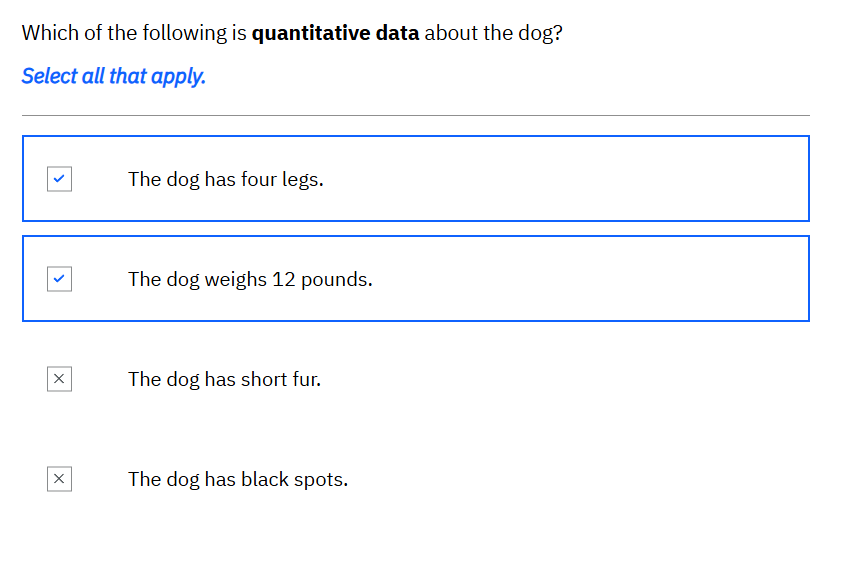 Which of the following is quantitative data about the dog?
Select all that apply.
The dog has four legs.
The dog weighs 12 pounds.
The dog has short fur.
The dog has black spots.